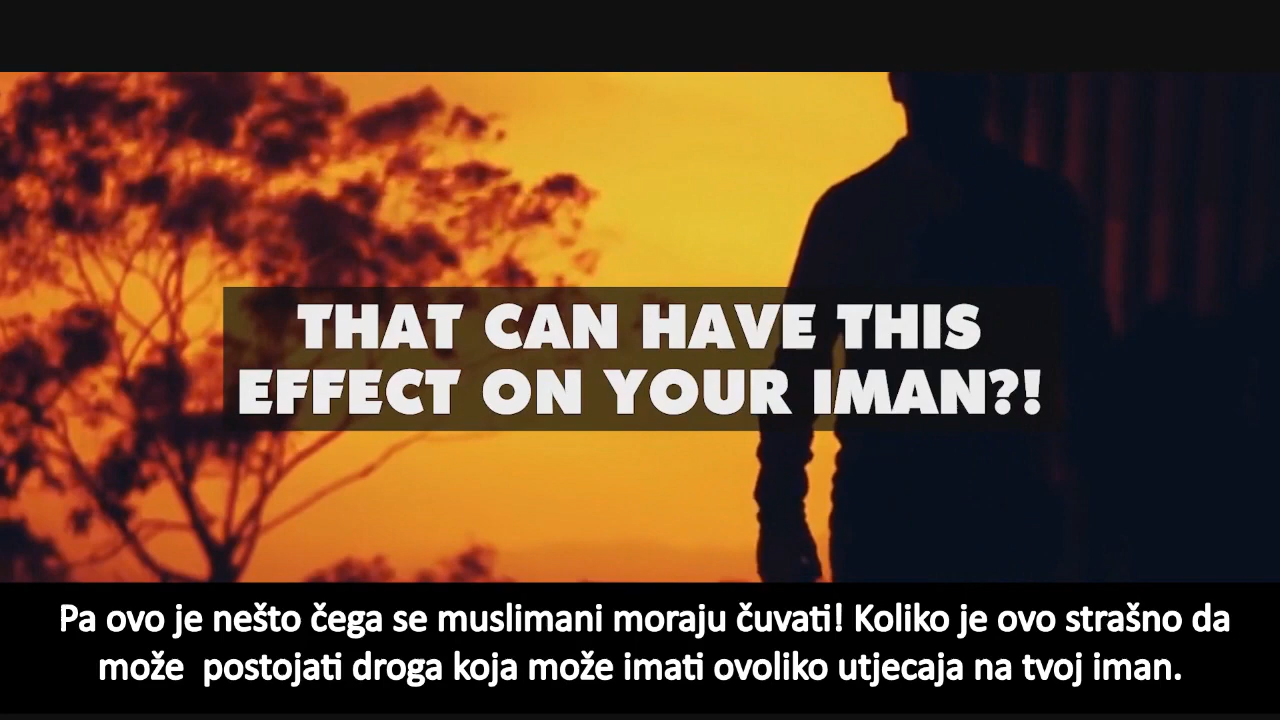 THAT CAN HAVE THIS
EFFECT ON YOUR IMAN?!
Pa ovo je nešto čega se muslimani moraju čuvati! Koliko je ovo strašno da
može  postojati droga koja može imati ovoliko utjecaja na tvoj iman.